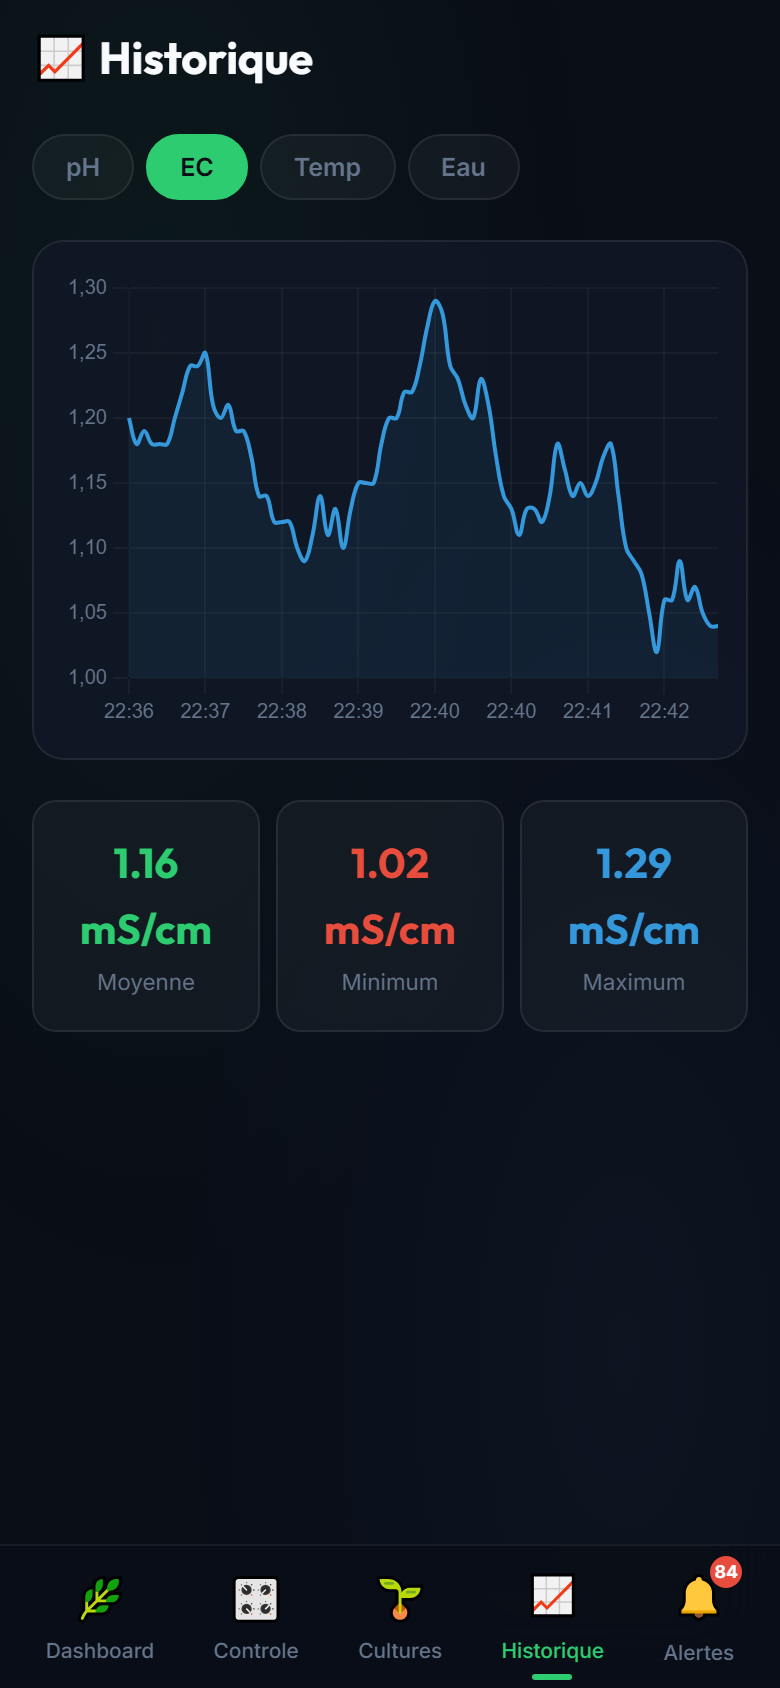 Historique
pH EC Temp Eau
1,30
1,25
1,20
1,15
1,10
1,05
1,00
22:36 22:37 22:38 22:39 22:40 22:40 22:41 22:42
1.16 mS/cm
Moyenne
1.02 mS/cm
Minimum
1.29 mS/cm
Maximum
84
Dashboard Controle Cultures Historique Alertes